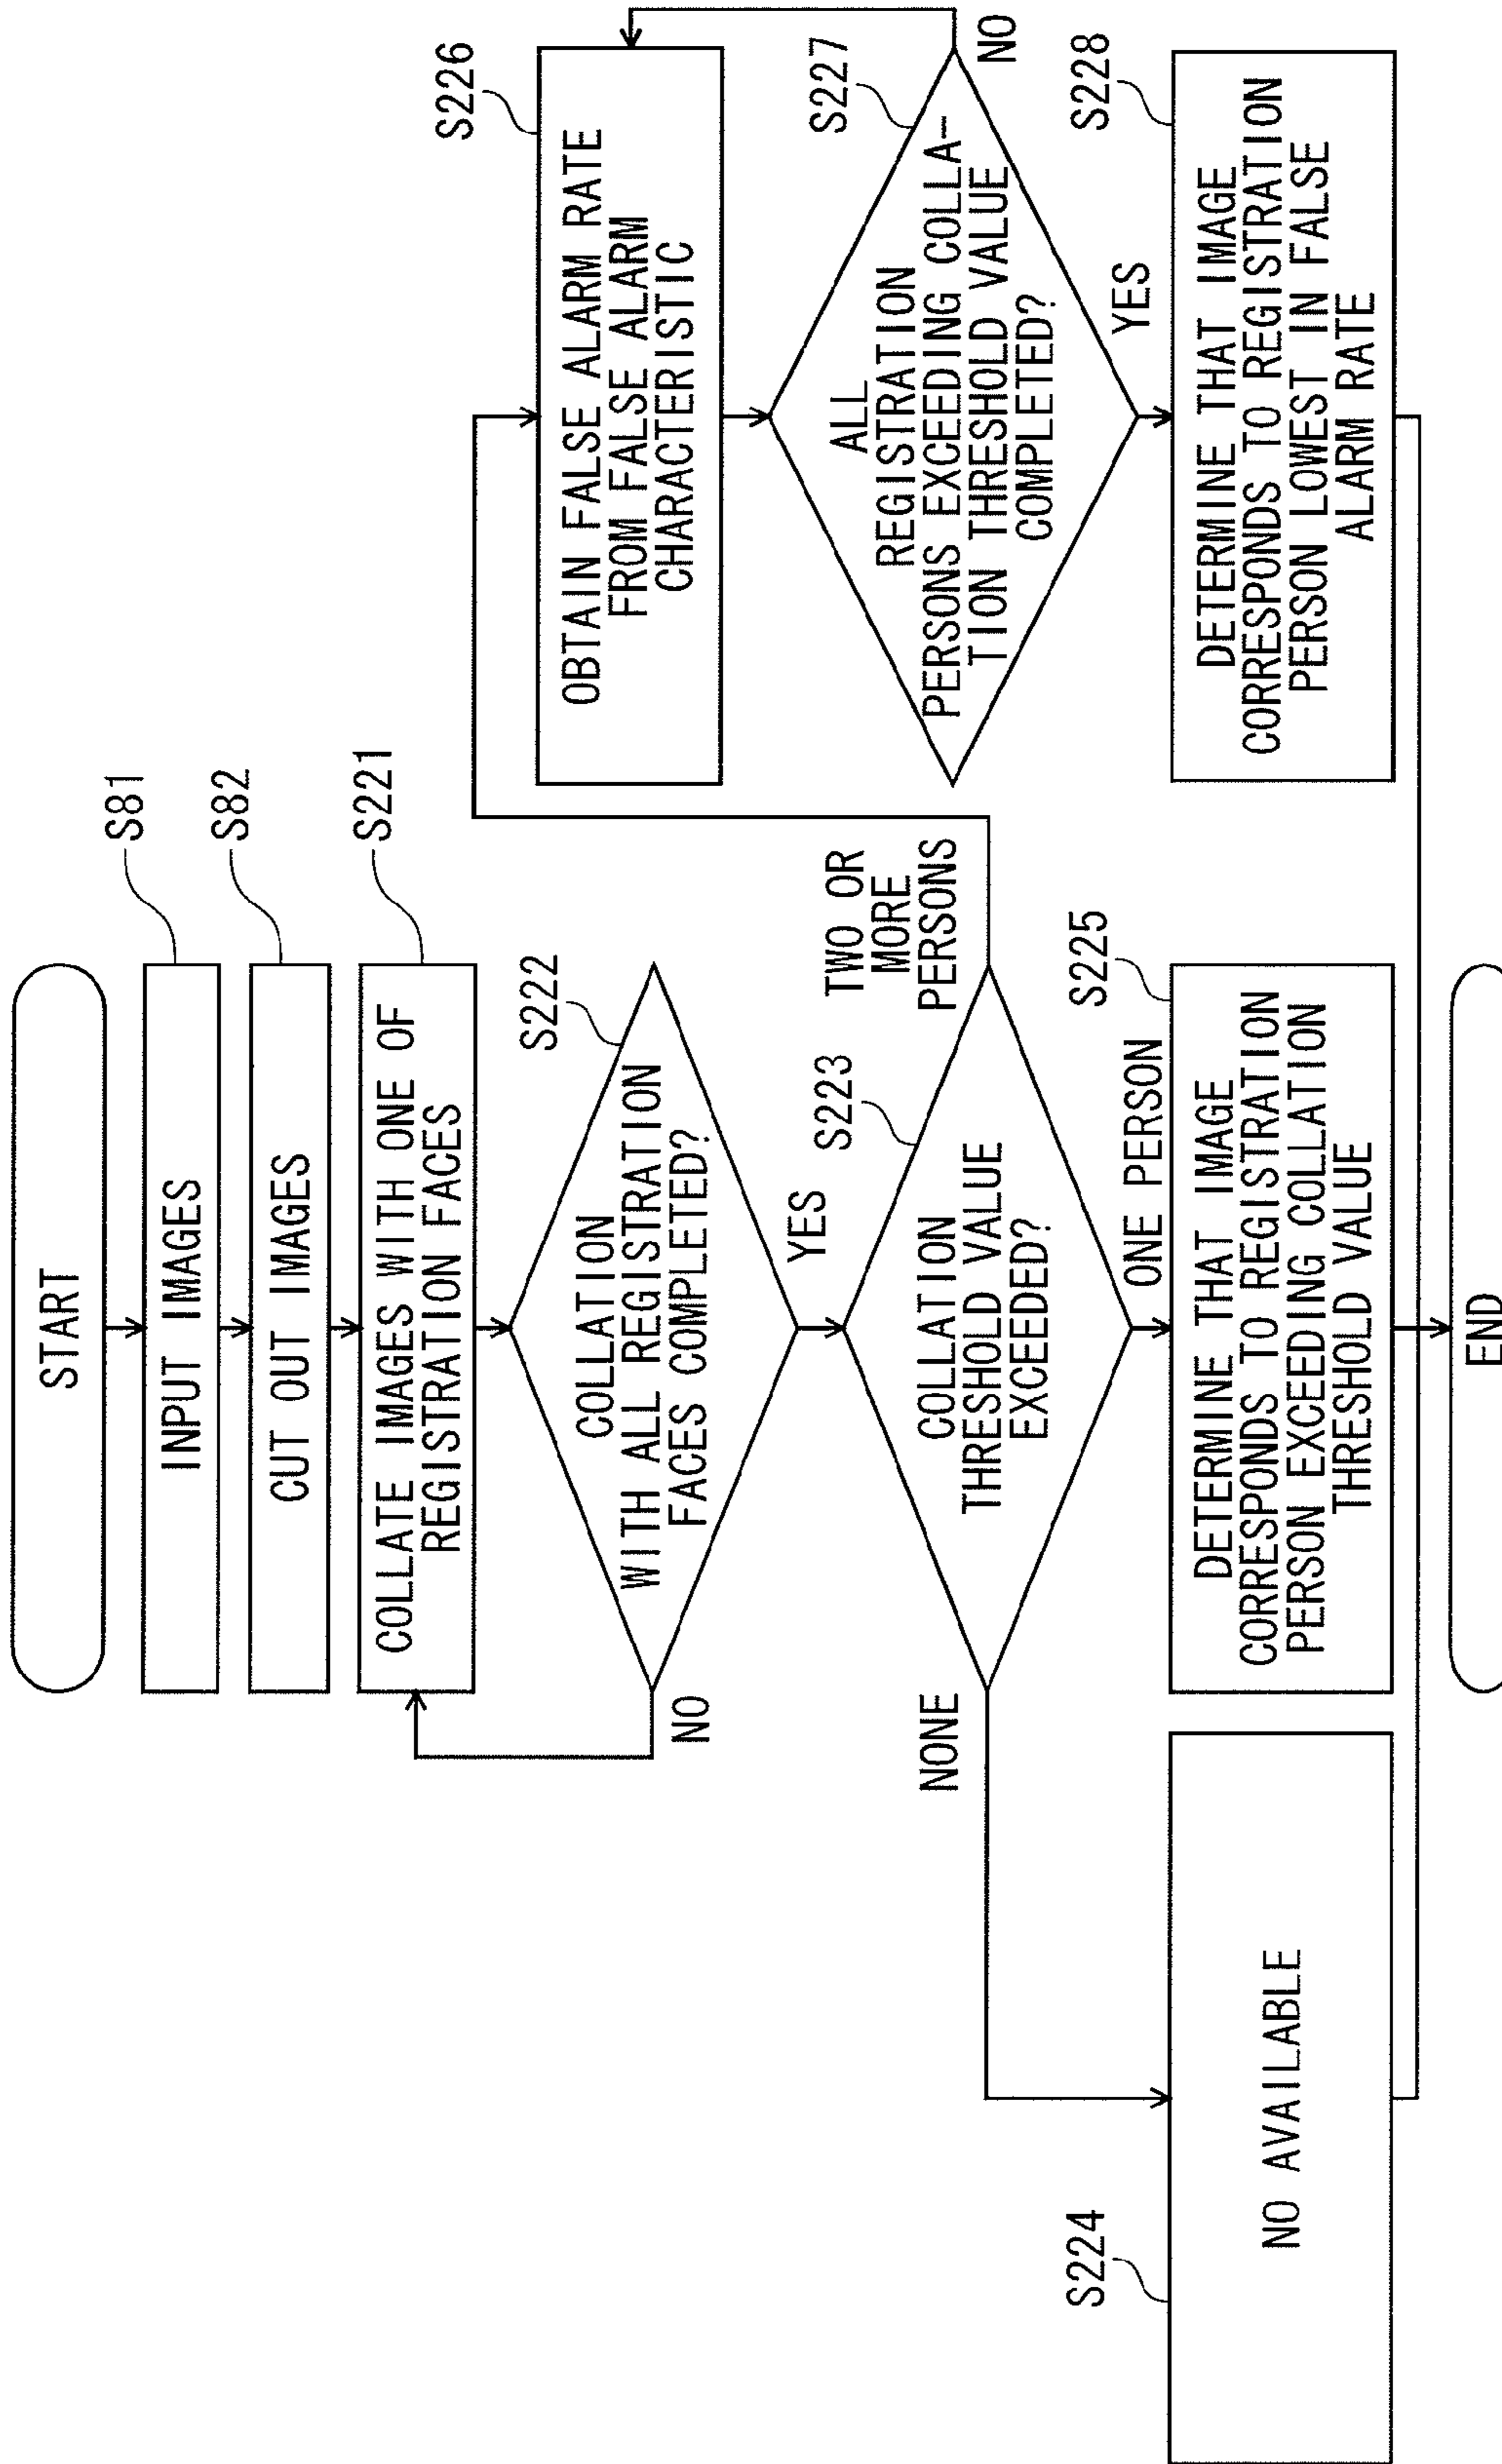 START
INPUT IMAGES
S81
CUT OUT IMAGES
S82
COLLATE IMAGES WITH ONE OF
REGISTRATION FACES
S221
COLLATION
WITH ALL REGISTRATION
FACES COMPLETED?
S222
NO
YES
COLLATION
THRESHOLD VALUE
EXCEEDED?
S223
NONE
ONE PERSON
TWO OR
MORE
PERSONS
S224
NO AVAILABLE
S225
DETERMINE THAT IMAGE
CORRESPONDS TO REGISTRATION
PERSON EXCEEDING COLLATION
THRESHOLD VALUE
S226
OBTAIN FALSE ALARM RATE
FROM FALSE ALARM
CHARACTERISTIC
S227
ALL
REGISTRATION
PERSONS EXCEEDING COLLA-
TION THRESHOLD VALUE
COMPLETED?
NO
YES
S228
DETERMINE THAT IMAGE
CORRESPONDS TO REGISTRATION
PERSON LOWEST IN FALSE
ALARM RATE
END